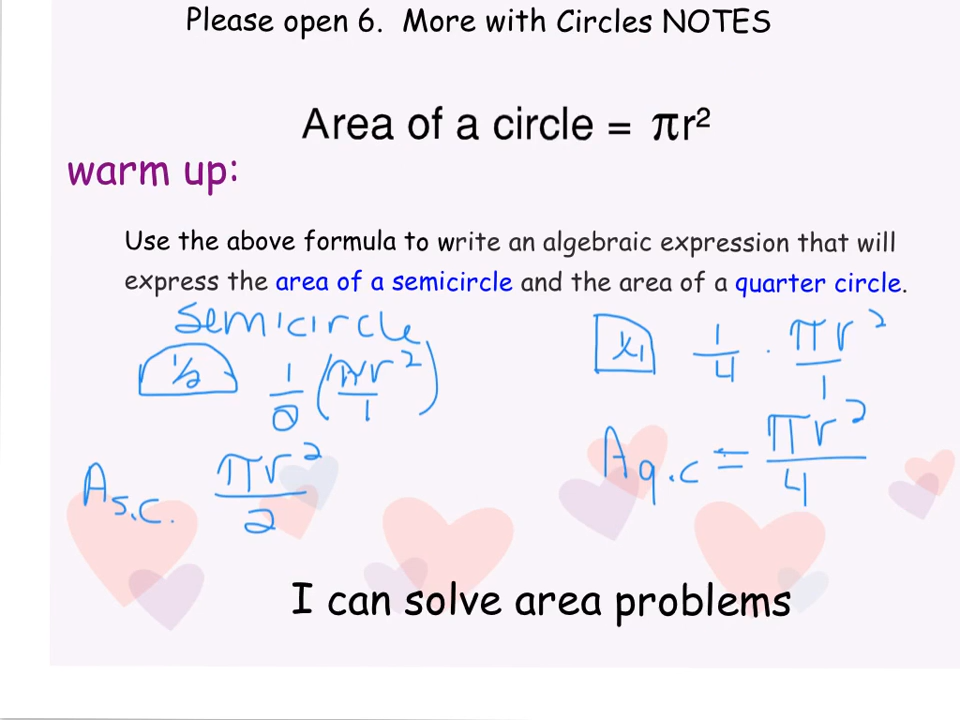 Please open 6. More with Circles NOTES
Area of a circle = πr²
warm up:
Use the above formula to write an algebraic expression that will
express the area of a semicircle and the area of a quarter circle.
Semicircle
1/2 1/2 (πr²/1)
A s.c. πr²/2
1/4 · πr²/1
A q.c = πr²/4
I can solve area problems